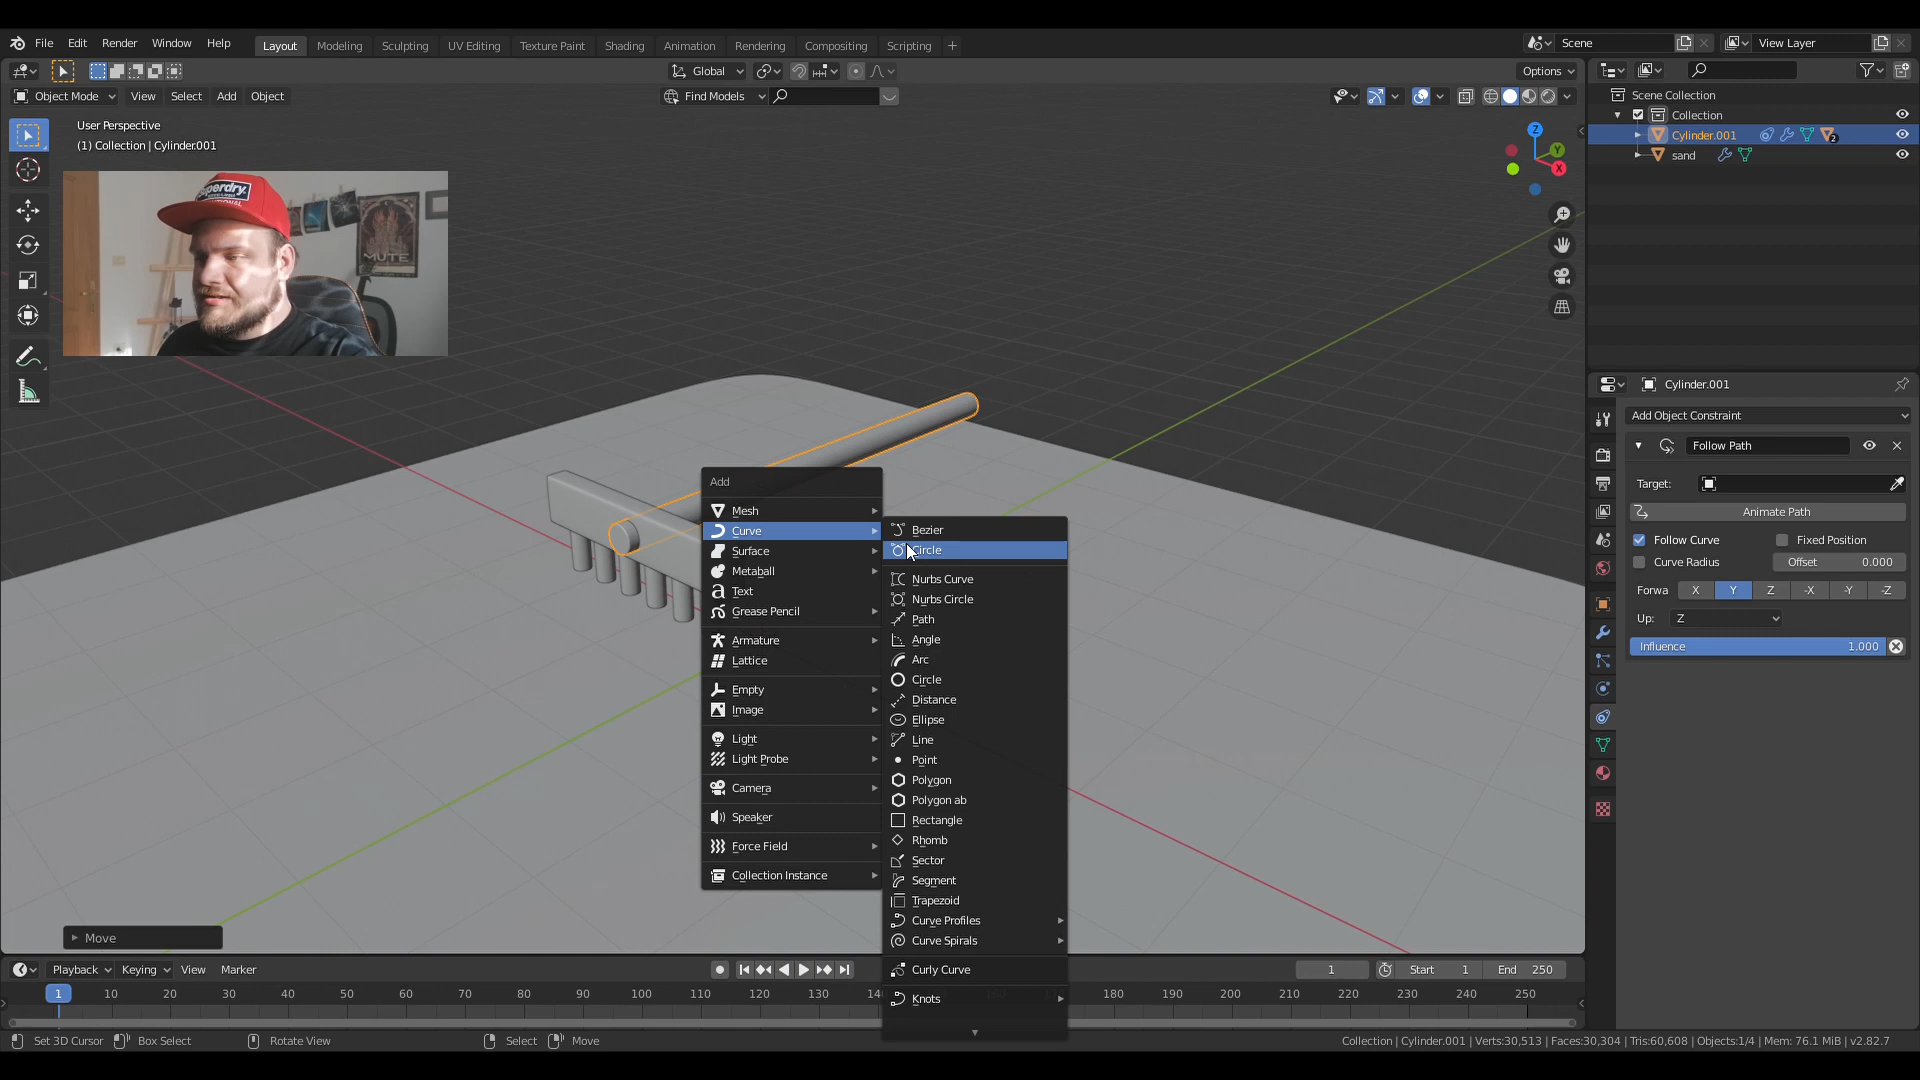 File Edit Render Window Help
Layout Modeling Sculpting UV Editing Texture Paint Shading Animation Rendering Compositing Scripting +
Scene
View Layer
Global
Options
Object Mode View Select Add Object
Find Models
User Perspective
(1) Collection | Cylinder.001
Superdry.
MUTE
Z
Y
X
Scene Collection
Collection
Cylinder.001
2
sand
Cylinder.001
Add Object Constraint
Follow Path
Target:
Animate Path
Follow Curve
Fixed Position
Curve Radius
Offset 0.000
Forwa X Y Z -X -Y -Z
Up: Z
Influence 1.000
Add
Mesh
Curve
Surface
Metaball
Text
Grease Pencil
Armature
Lattice
Empty
Image
Light
Light Probe
Camera
Speaker
Force Field
Collection Instance
Bezier
Circle
Nurbs Curve
Nurbs Circle
Path
Angle
Arc
Circle
Distance
Ellipse
Line
Point
Polygon
Polygon ab
Rectangle
Rhomb
Sector
Segment
Trapezoid
Curve Profiles
Curve Spirals
Curly Curve
Knots
Move
Playback Keying View Marker
1
Start 1
End 250
1 10 20 30 40 50 60 70 80 90 100 110 120 130 180 190 200 210 220 230 240 250
Set 3D Cursor Box Select Rotate View Select Move
Collection | Cylinder.001 | Verts:30,513 | Faces:30,304 | Tris:60,608 | Objects:1/4 | Mem: 76.1 MiB | v2.82.7